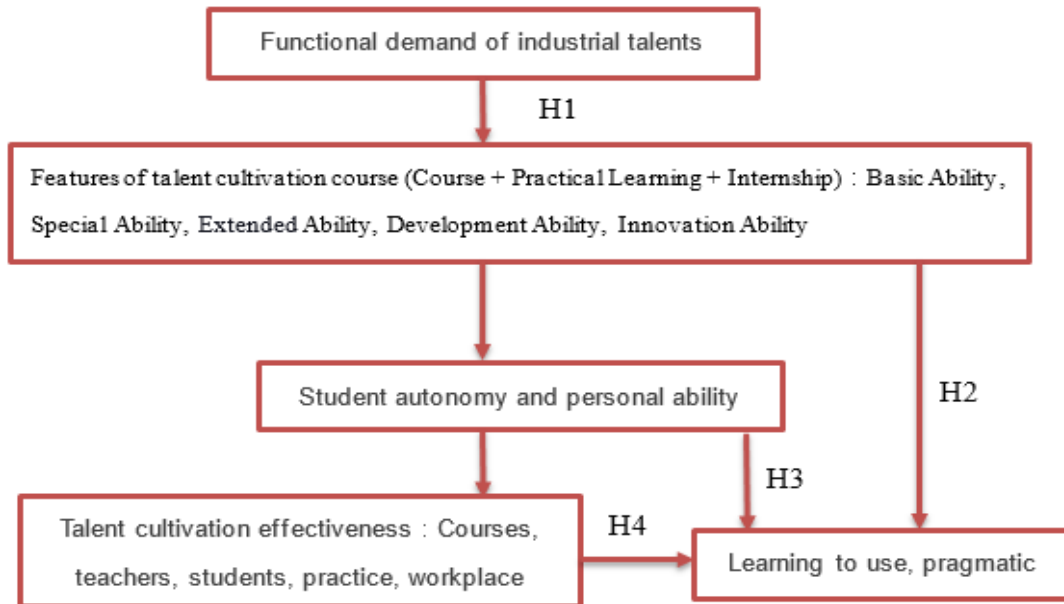 Functional demand of industrial talents
H1
Features of talent cultivation course (Course + Practical Learning + Internship) : Basic Ability,
Special Ability, Extended Ability, Development Ability, Innovation Ability
H2
Student autonomy and personal ability
H3
Talent cultivation effectiveness : Courses,
teachers, students, practice, workplace
H4
Learning to use, pragmatic